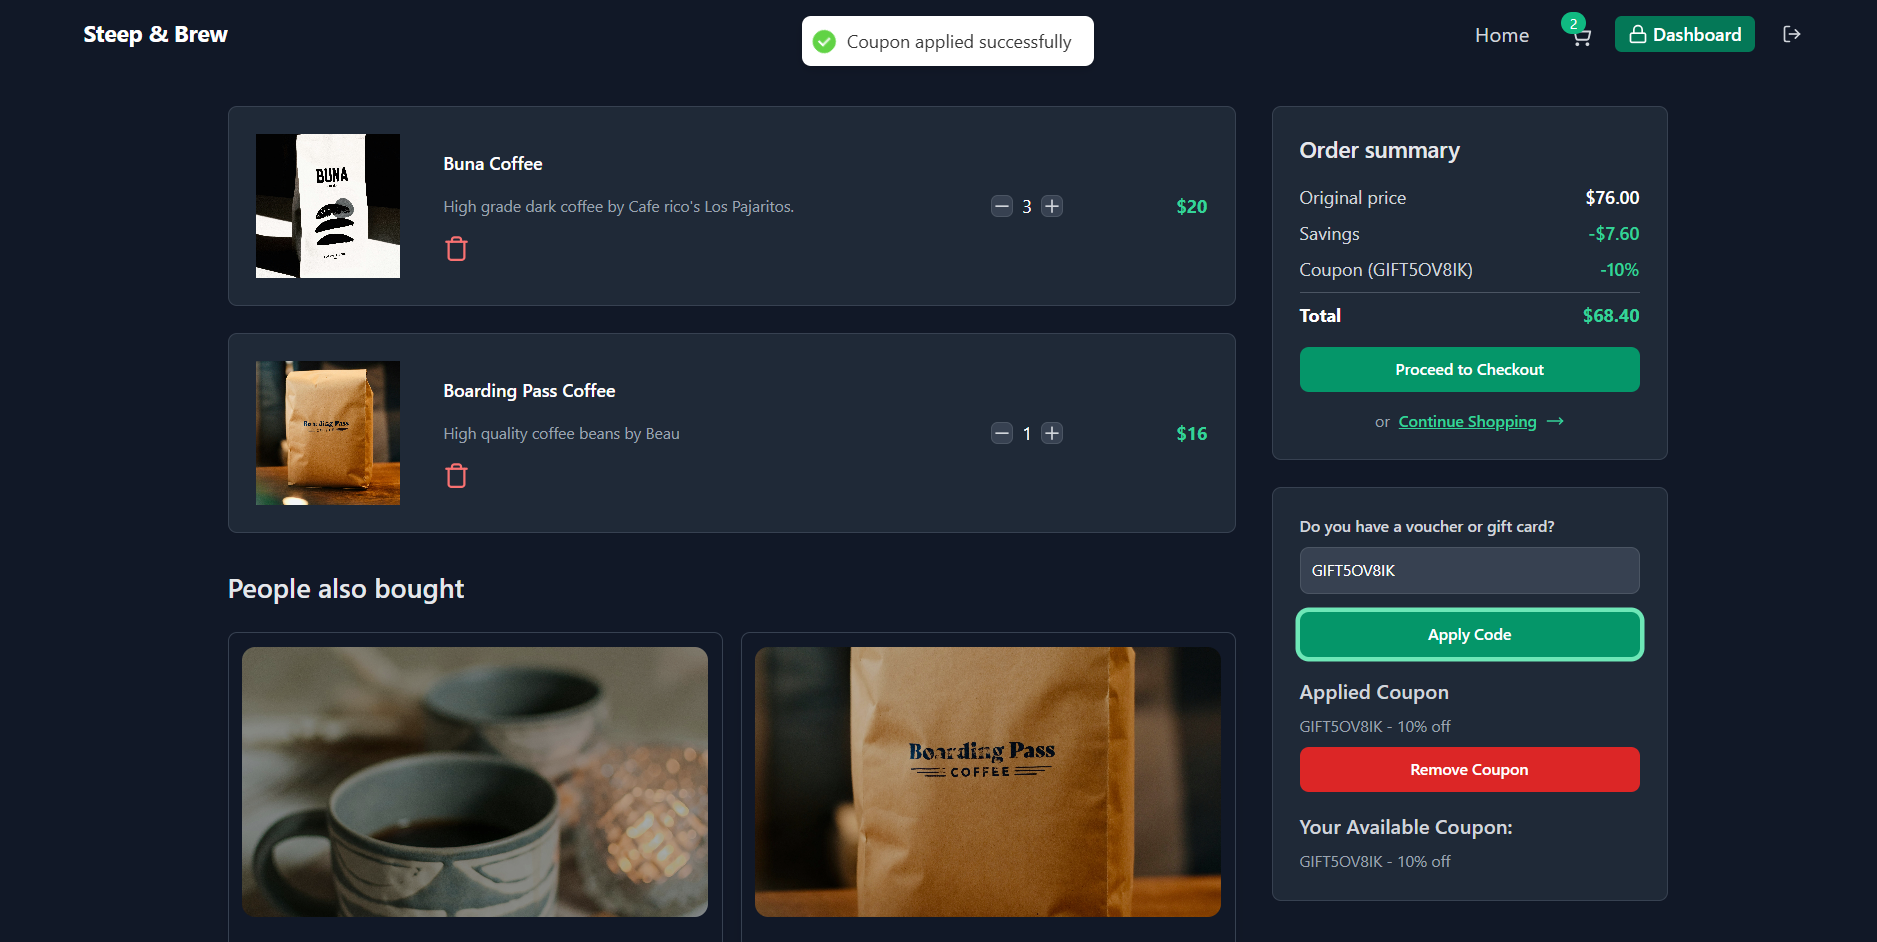 Steep & Brew
Coupon applied successfully
Home
2
Dashboard
BUNA
Buna Coffee
High grade dark coffee by Cafe rico's Los Pajaritos.
3
$20
Boarding Pass
Boarding Pass Coffee
High quality coffee beans by Beau
1
$16
People also bought
Boarding Pass
COFFEE
Order summary
Original price $76.00
Savings -$7.60
Coupon (GIFT5OV8IK) -10%
Total $68.40
Proceed to Checkout
or Continue Shopping →
Do you have a voucher or gift card?
GIFT5OV8IK
Apply Code
Applied Coupon
GIFT5OV8IK - 10% off
Remove Coupon
Your Available Coupon:
GIFT5OV8IK - 10% off